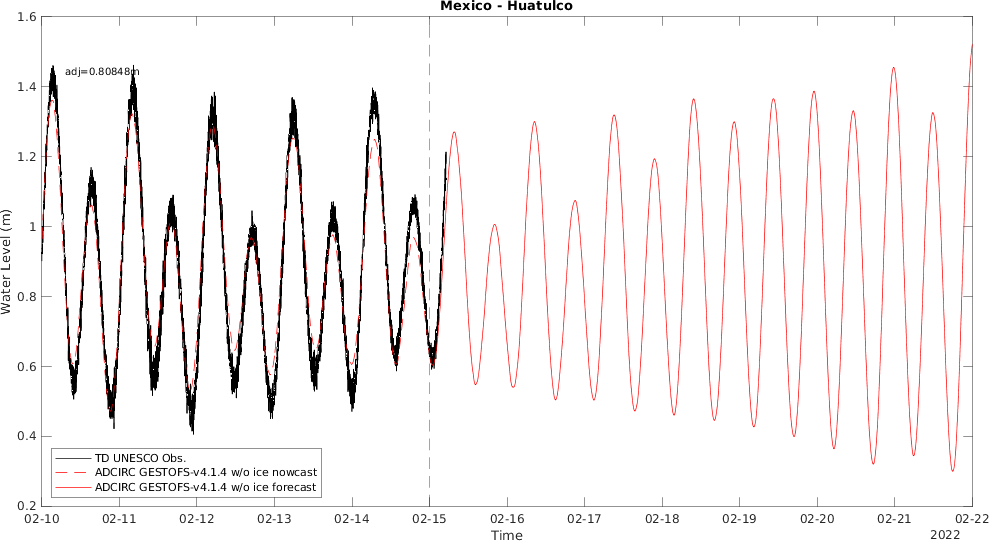 Mexico - Huatulco
1.6
1.4
1.2
1
0.8
0.6
0.4
0.2
Water Level (m)
adj=0.80848m
TD UNESCO Obs.
ADCIRC GESTOFS-v4.1.4 w/o ice nowcast
ADCIRC GESTOFS-v4.1.4 w/o ice forecast
02-10 02-11 02-12 02-13 02-14 02-15 02-16 02-17 02-18 02-19 02-20 02-21 02-22
Time
2022